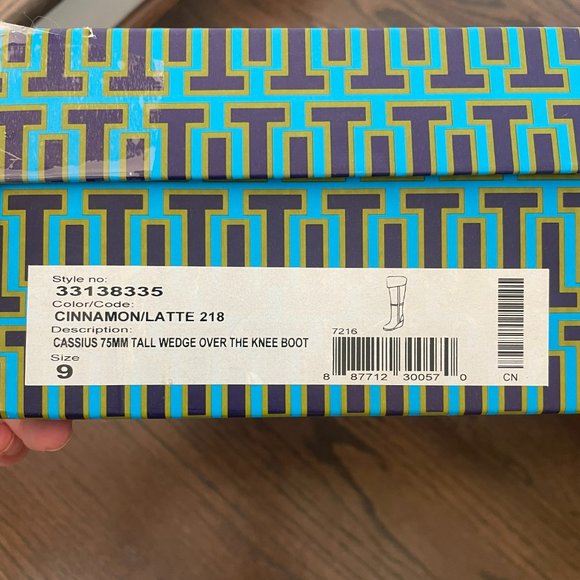 Style no:
33138335
Color/Code:
CINNAMON/LATTE 218
Description:
CASSIUS 75MM TALL WEDGE OVER THE KNEE BOOT
Size
9
7216
8 87712 30057 0
CN